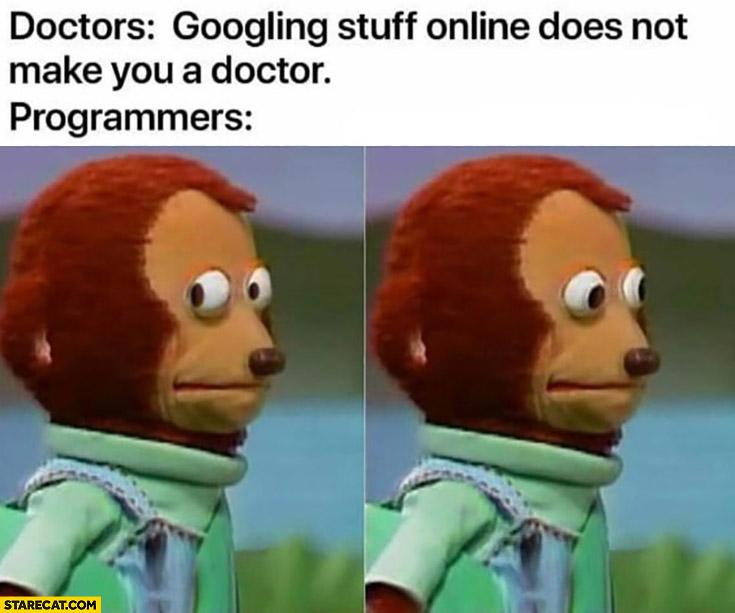 Doctors: Googling stuff online does not
make you a doctor.
Programmers:
STARECAT.COM